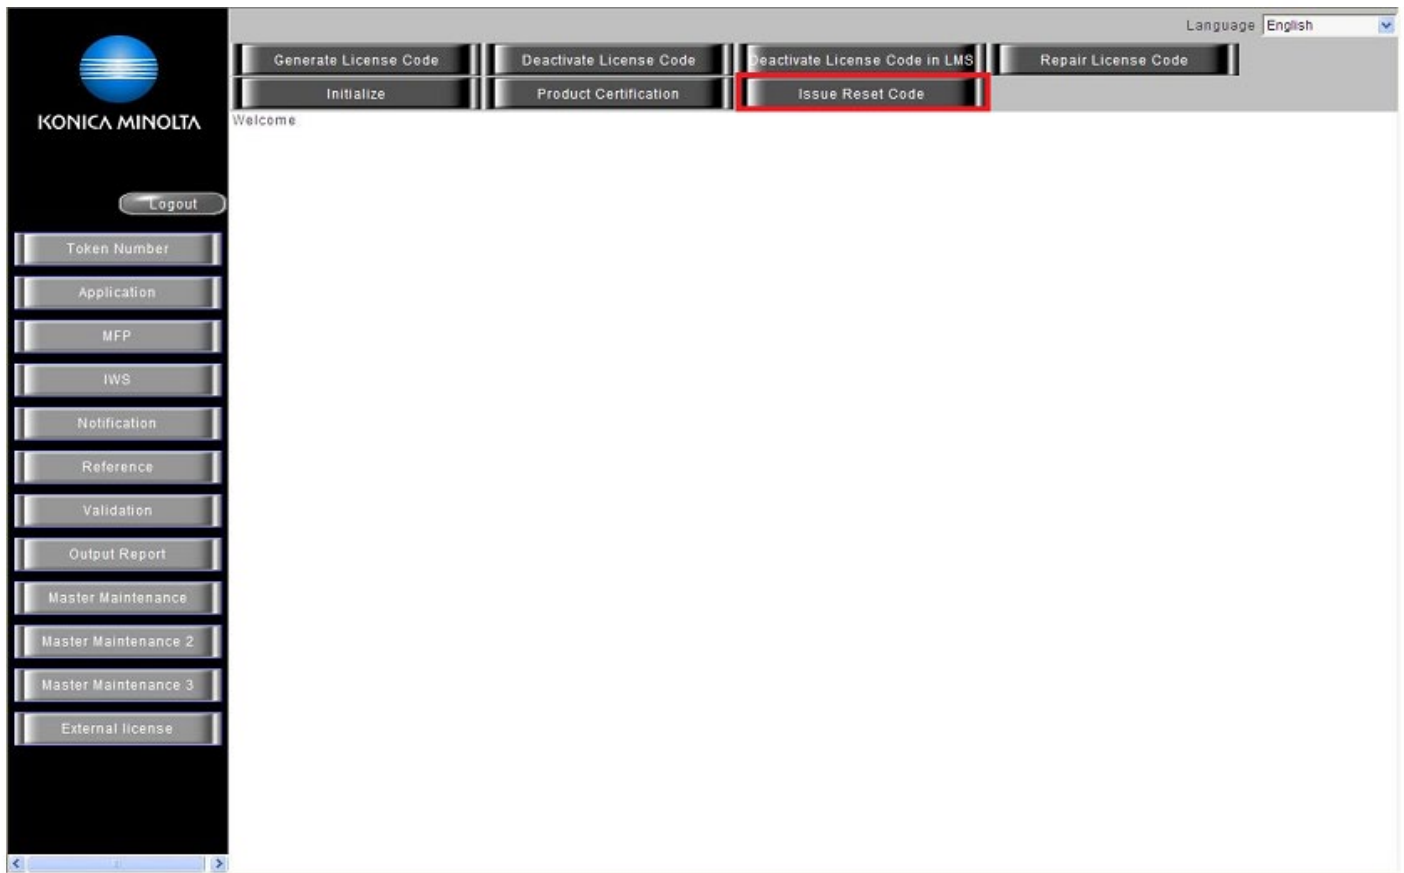 Language English
Generate License Code Deactivate License Code Deactivate License Code in LMS Repair License Code
Initialize Product Certification Issue Reset Code
KONICA MINOLTA
Welcome
Logout
Token Number
Application
MFP
IWS
Notification
Reference
Validation
Output Report
Master Maintenance
Master Maintenance 2
Master Maintenance 3
External license